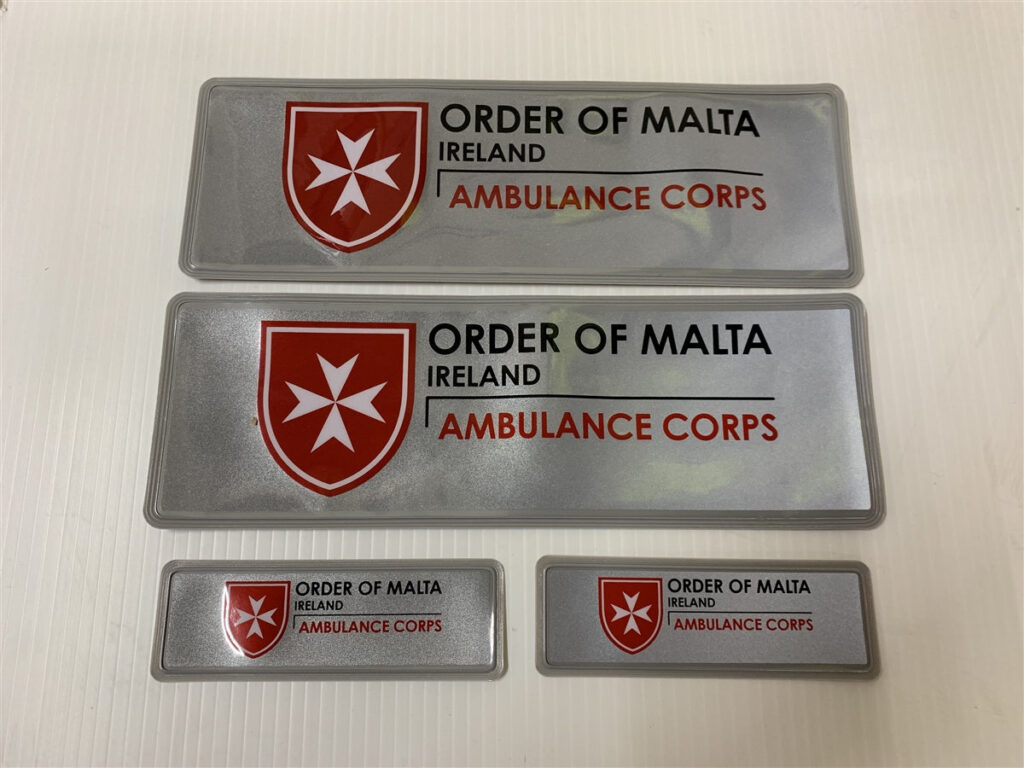 ORDER OF MALTA
IRELAND
AMBULANCE CORPS
ORDER OF MALTA
IRELAND
AMBULANCE CORPS
ORDER OF MALTA
IRELAND
AMBULANCE CORPS
ORDER OF MALTA
IRELAND
AMBULANCE CORPS